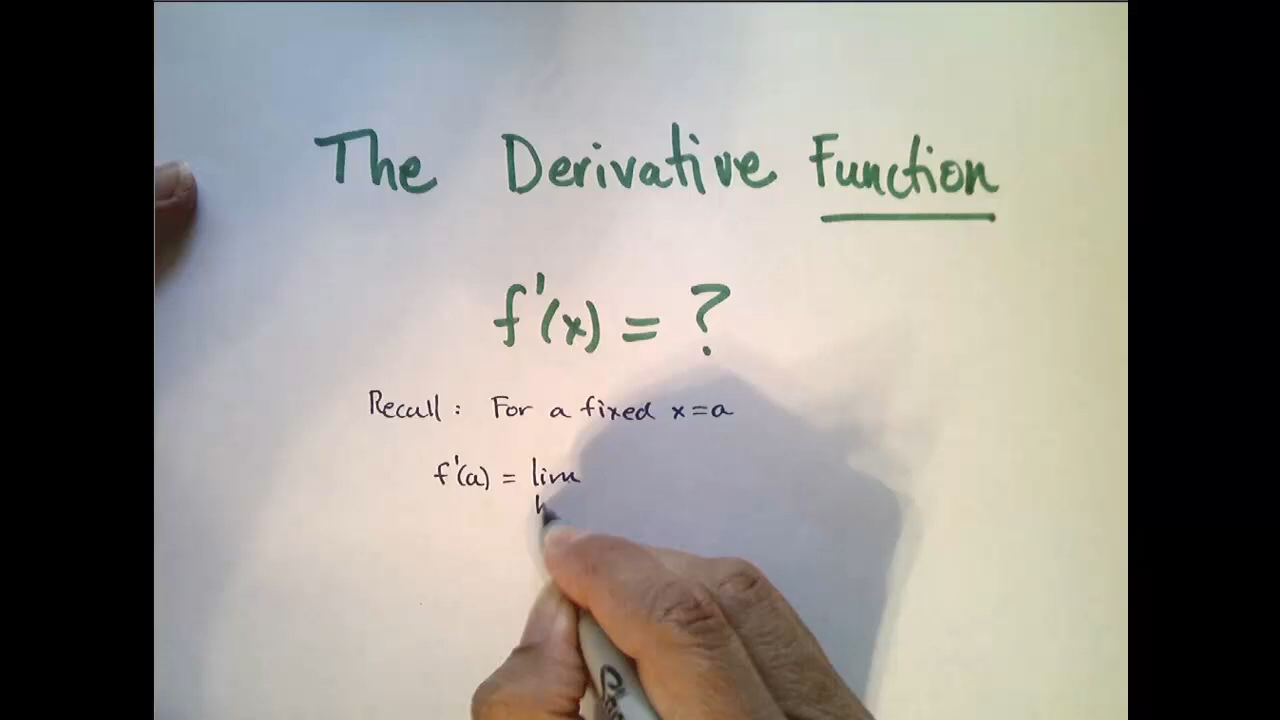 The Derivative Function
f'(x) = ?
Recall: For a fixed x=a
f'(a) = lim
h